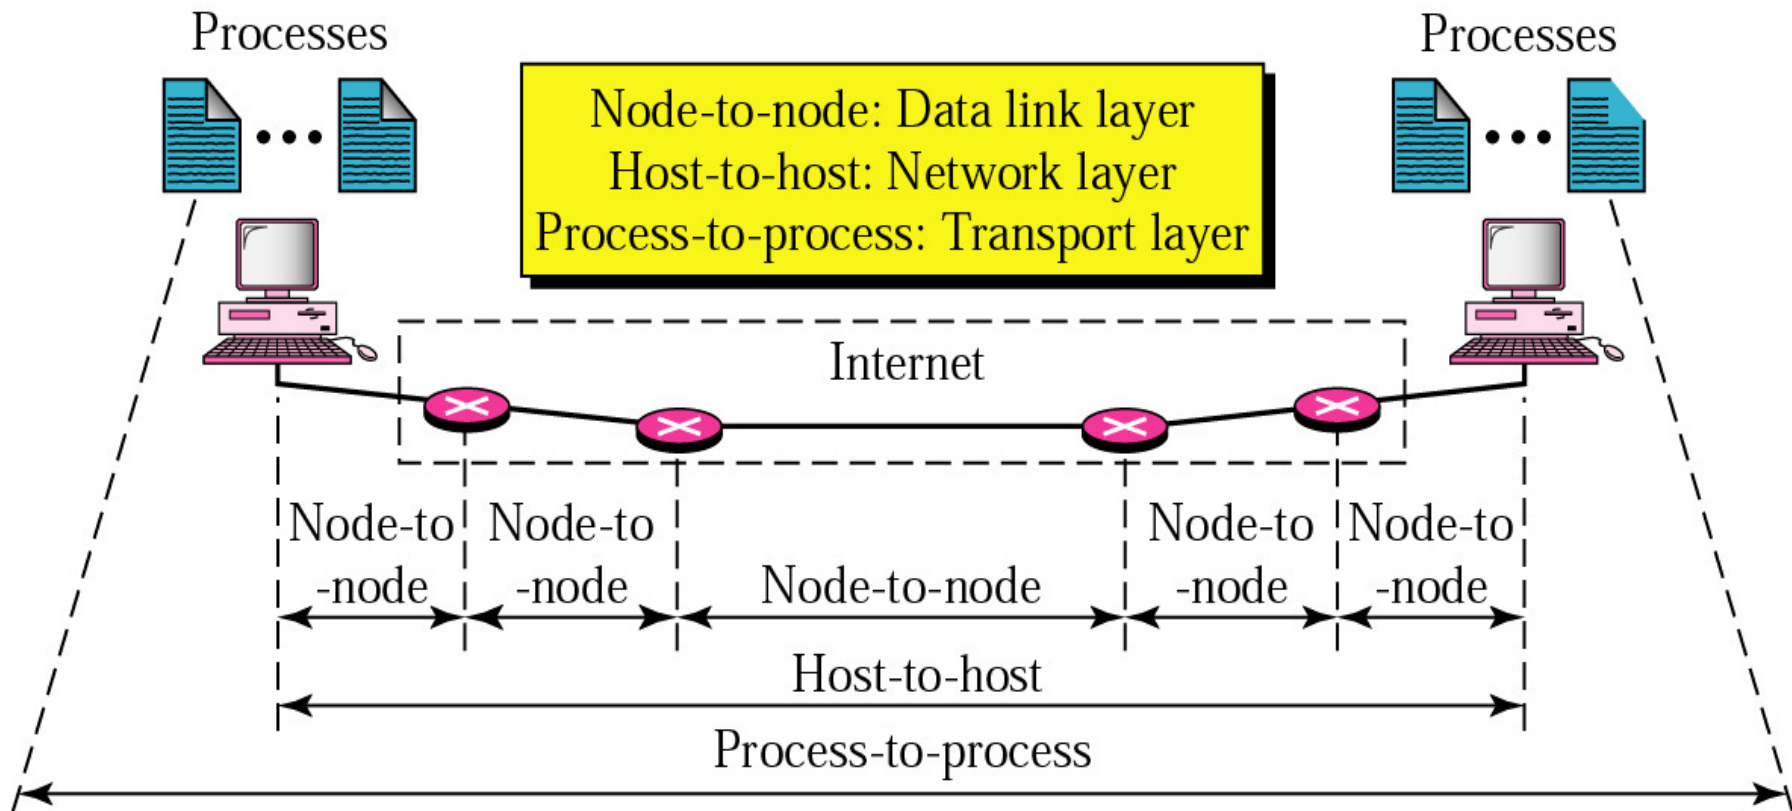 Processes
Processes
Node-to-node: Data link layer
Host-to-host: Network layer
Process-to-process: Transport layer
Internet
Node-to
-node
Node-to
-node
Node-to-node
Node-to
-node
Node-to
-node
Host-to-host
Process-to-process